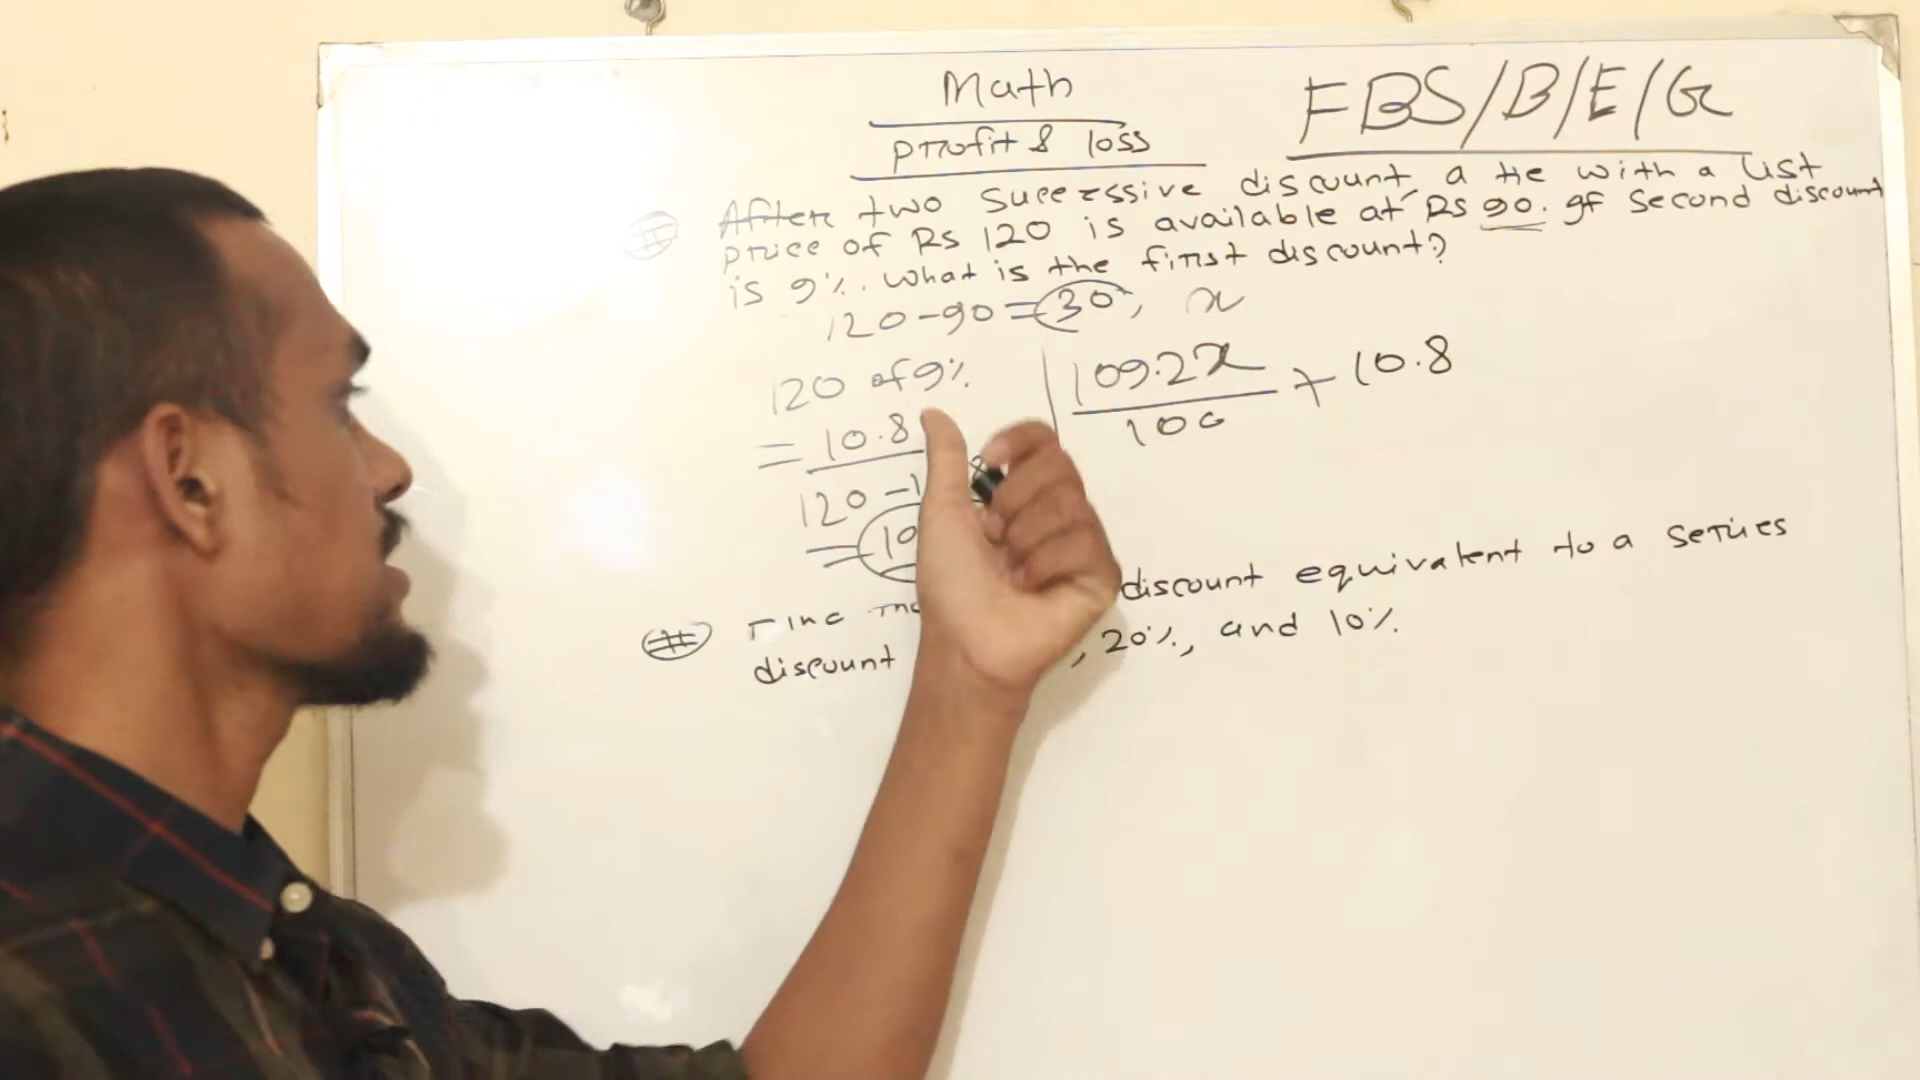 Math
profit & loss
FBS/B/E/G
After two Successive discount a tie with a list
price of Rs 120 is available at Rs 90. If Second discount
is 9%. what is the first discount?
120-90=30, x
120 of 9%
= 10.8
109.2x
100
+ 10.8
120-1
=10
discount equivalent to a series
discount , 20%, and 10%.